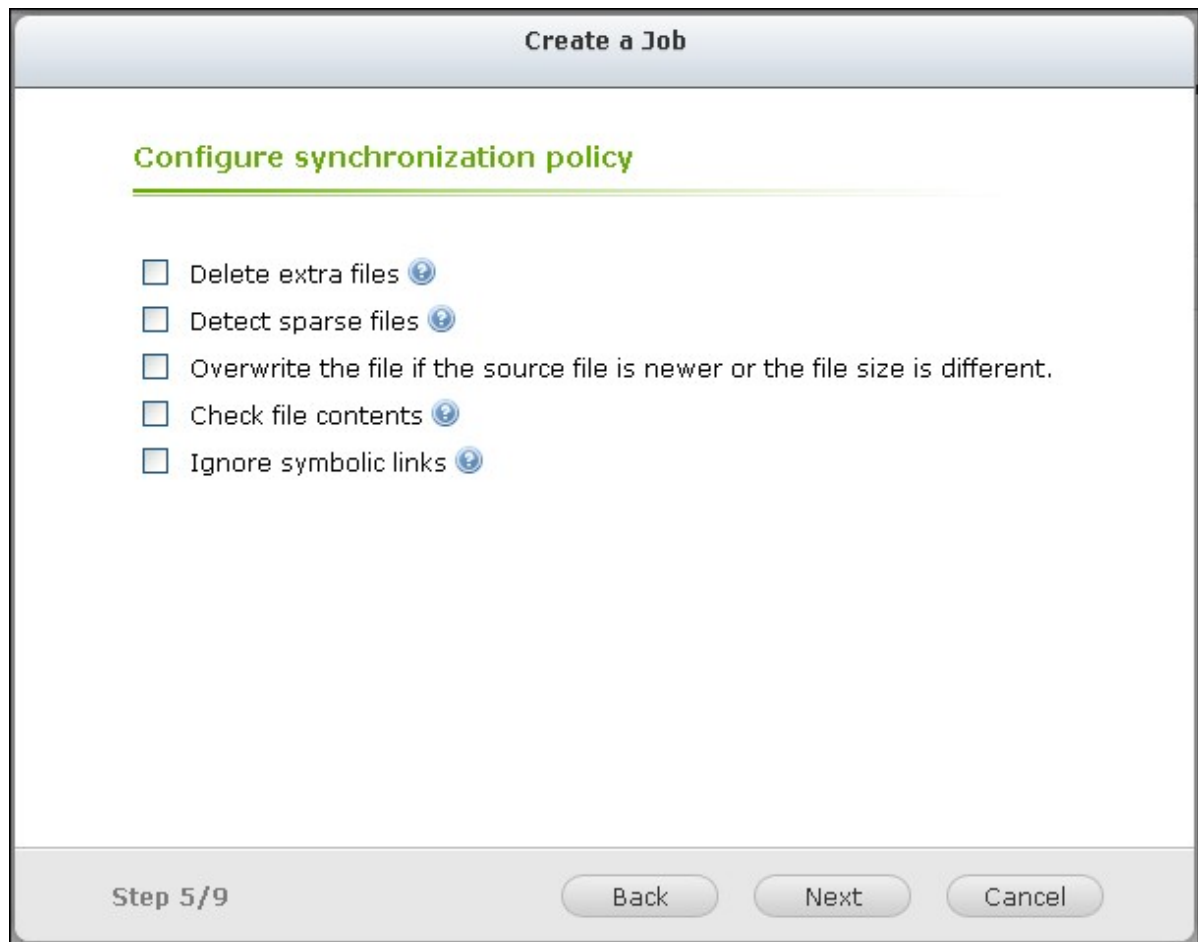 Create a Job
Configure synchronization policy
Delete extra files
Detect sparse files
Overwrite the file if the source file is newer or the file size is different.
Check file contents
Ignore symbolic links
Step 5/9
Back
Next
Cancel